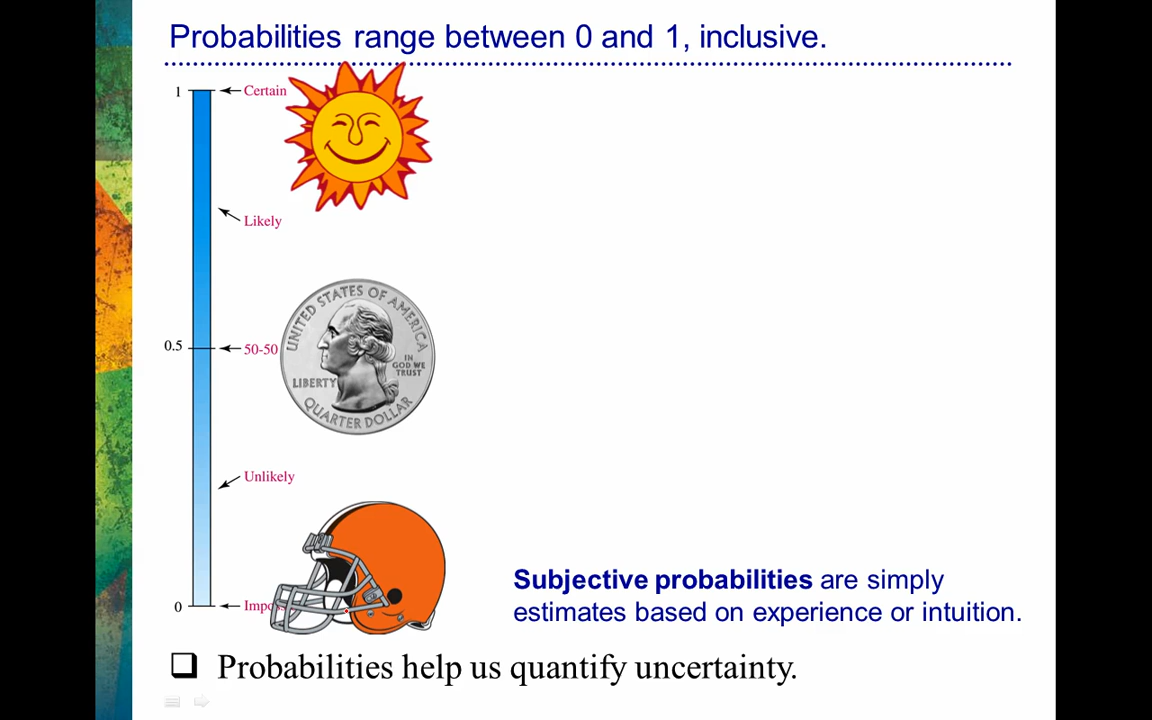 Probabilities range between 0 and 1, inclusive.
1
Certain
Likely
UNITED STATES OF AMERICA
IN
GOD WE
TRUST
LIBERTY
QUARTER DOLLAR
0.5
50-50
Unlikely
Subjective probabilities are simply
estimates based on experience or intuition.
0
❑ Probabilities help us quantify uncertainty.